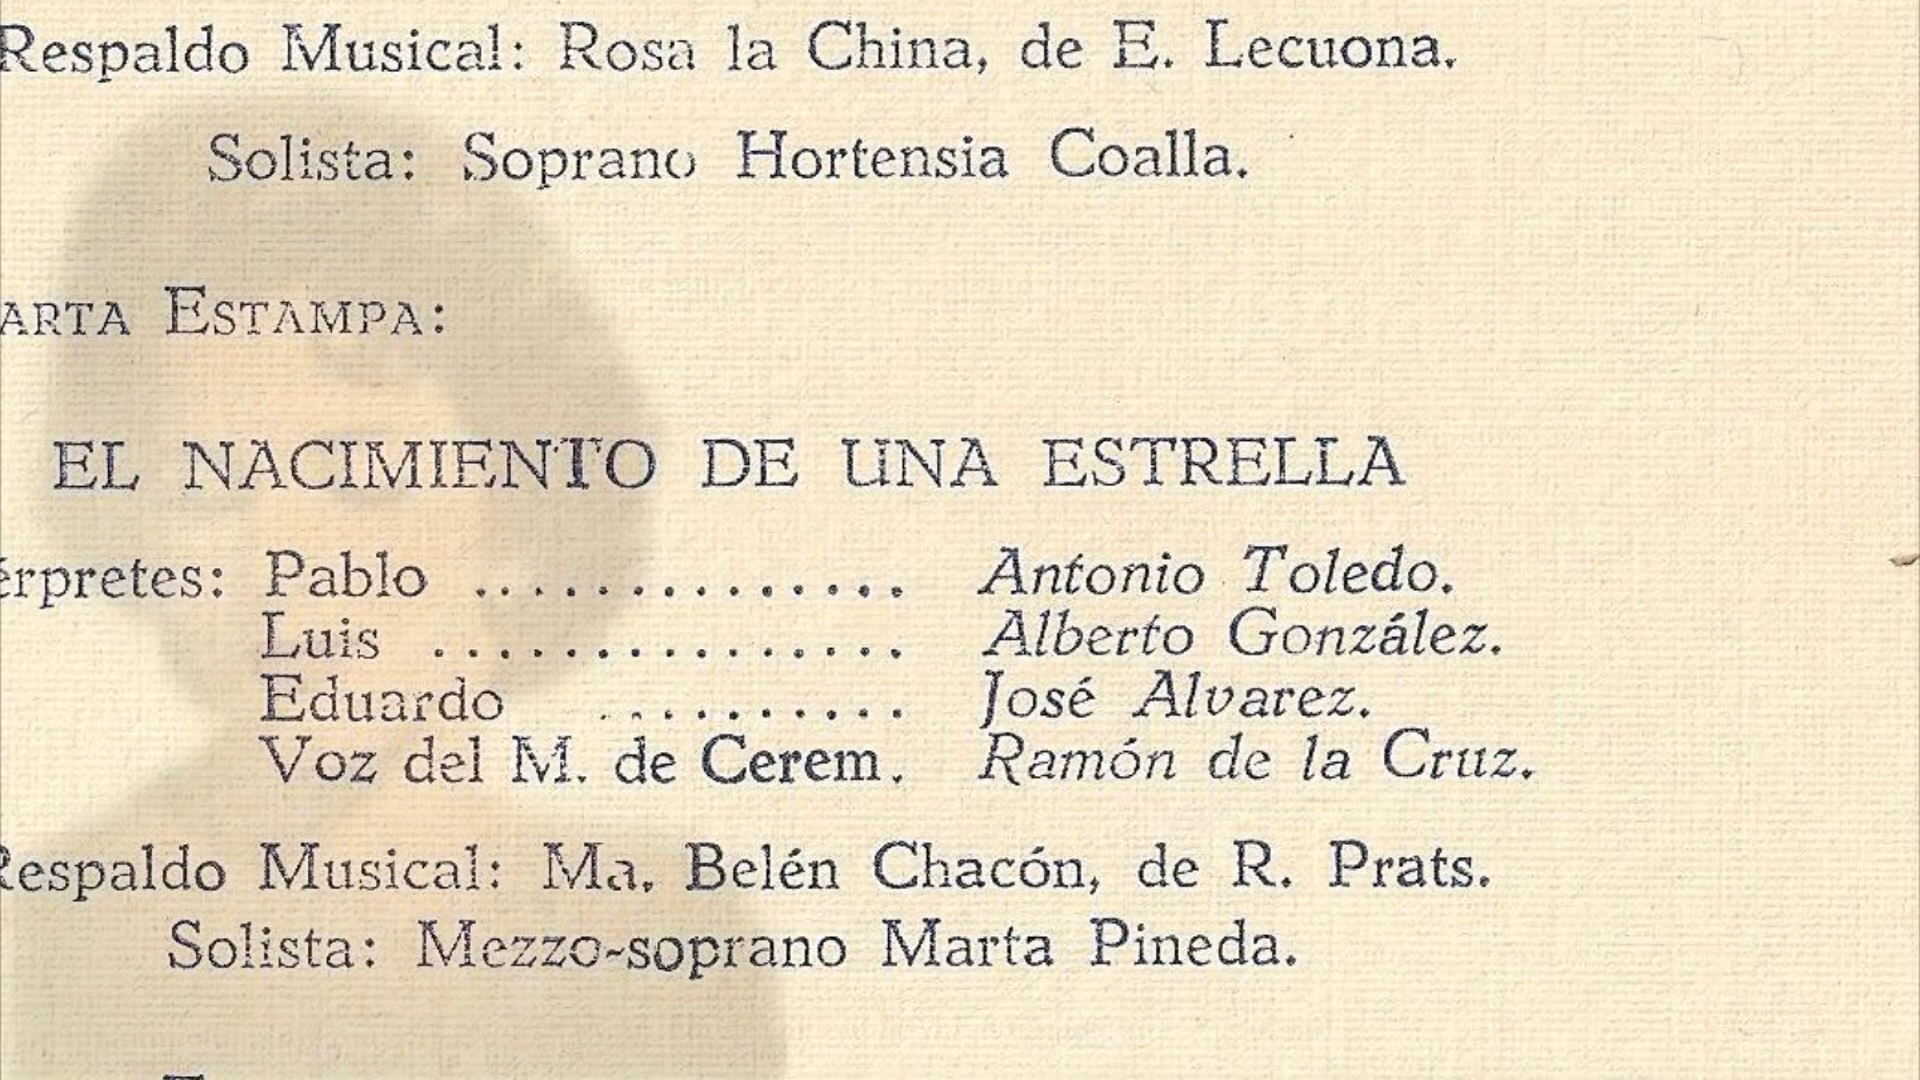 Respaldo Musical: Rosa la China, de E. Lecuona.
Solista: Soprano Hortensia Coalla.
ARTA ESTAMPA:
EL NACIMIENTO DE UNA ESTRELLA
érpretes: Pablo .............. Antonio Toledo.
Luis ............... Alberto González.
Eduardo .......... José Alvarez.
Voz del M. de Cerem. Ramón de la Cruz.
Respaldo Musical: Ma. Belén Chacón, de R. Prats.
Solista: Mezzo-soprano Marta Pineda.